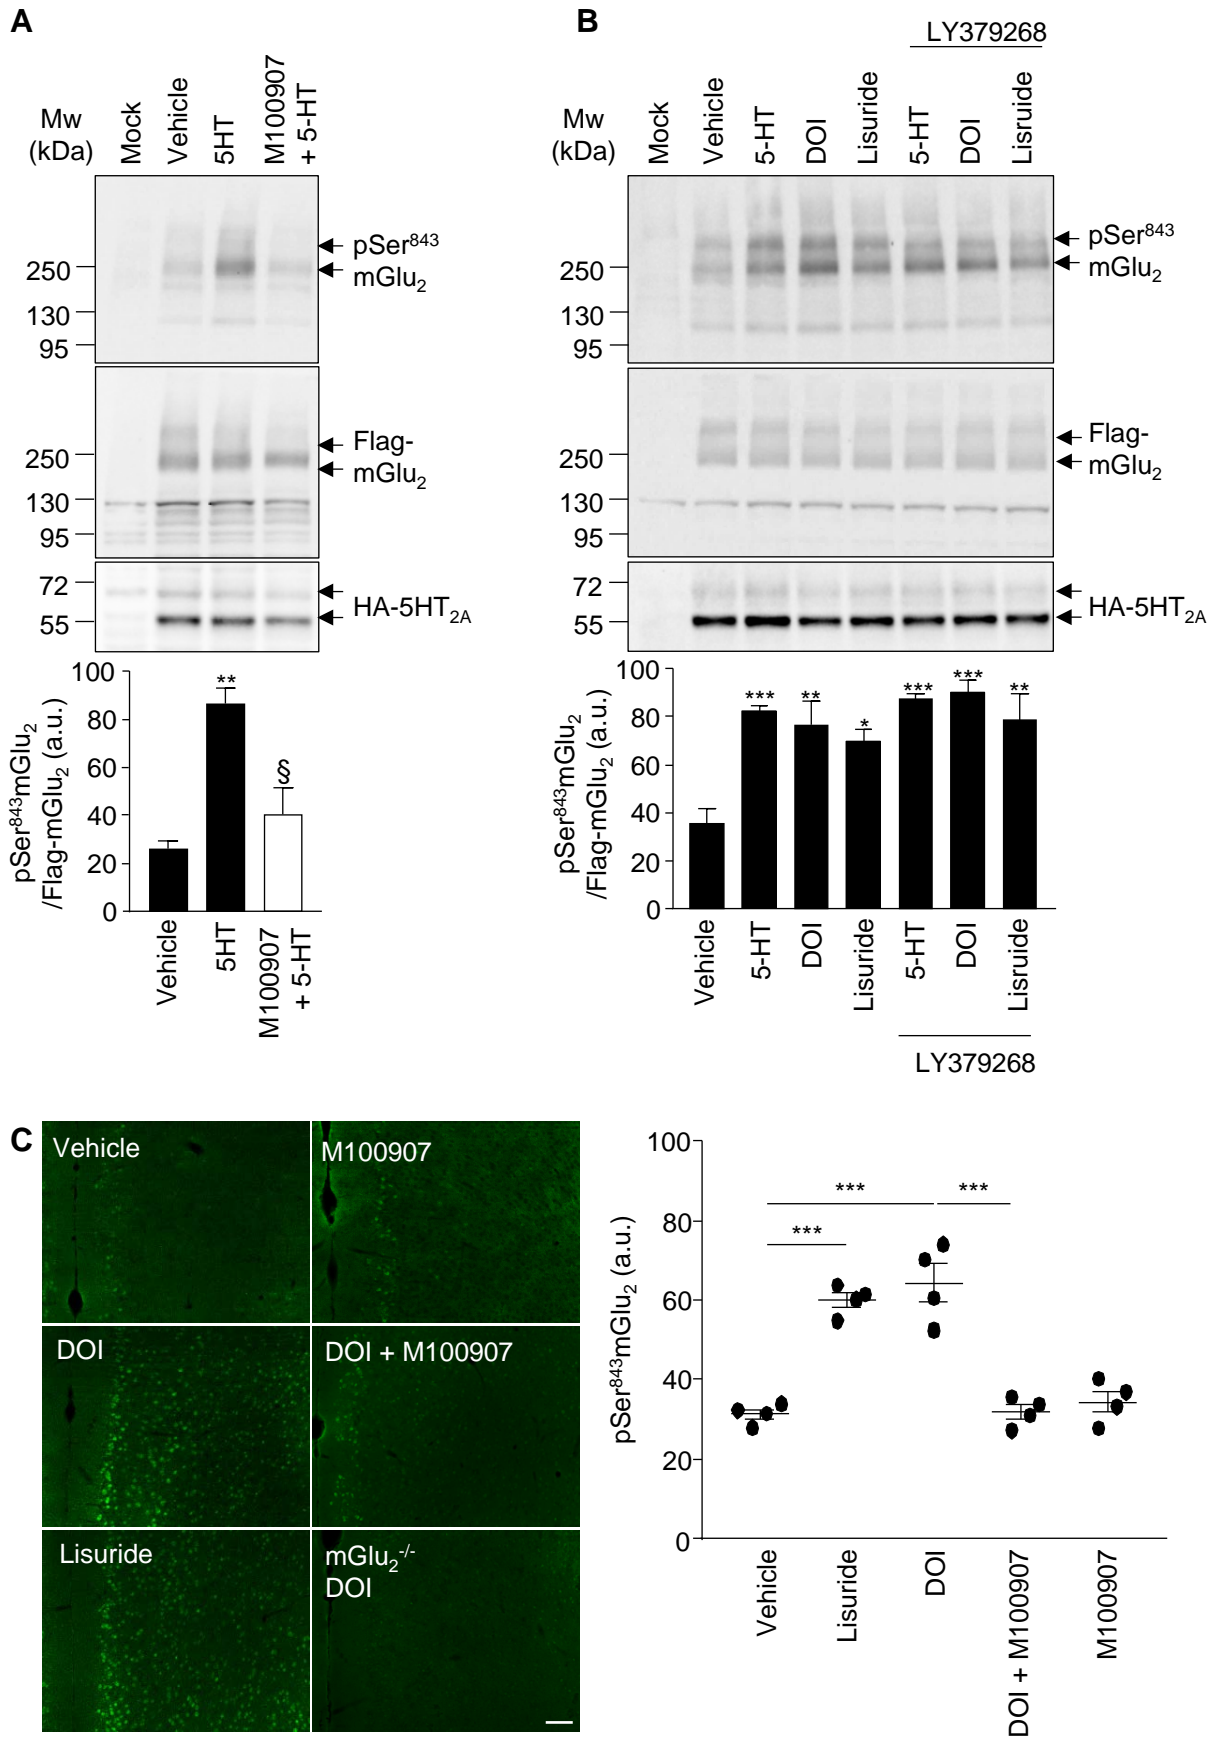 A
Mw
(kDa)
Mock
Vehicle
5HT
M100907
+ 5-HT
250
130
95
pSer843
mGlu2
250
130
95
Flag-
mGlu2
72
55
HA-5HT2A
pSer843mGlu2
/Flag-mGlu2 (a.u.)
100
80
60
40
20
0
**
§
Vehicle
5HT
M100907
+ 5-HT
B
LY379268
Mw
(kDa)
Mock
Vehicle
5-HT
DOI
Lisuride
5-HT
DOI
Lisruide
250
130
95
pSer843
mGlu2
250
130
95
Flag-
mGlu2
72
55
HA-5HT2A
pSer843mGlu2
/Flag-mGlu2 (a.u.)
100
80
60
40
20
0
***
**
*
***
***
**
Vehicle
5-HT
DOI
Lisuride
5-HT
DOI
Lisruide
LY379268
C
Vehicle
M100907
DOI
DOI + M100907
Lisuride
mGlu2-/-
DOI
pSer843mGlu2 (a.u.)
100
80
60
40
20
0
***
***
***
Vehicle
Lisuride
DOI
DOI + M100907
M100907